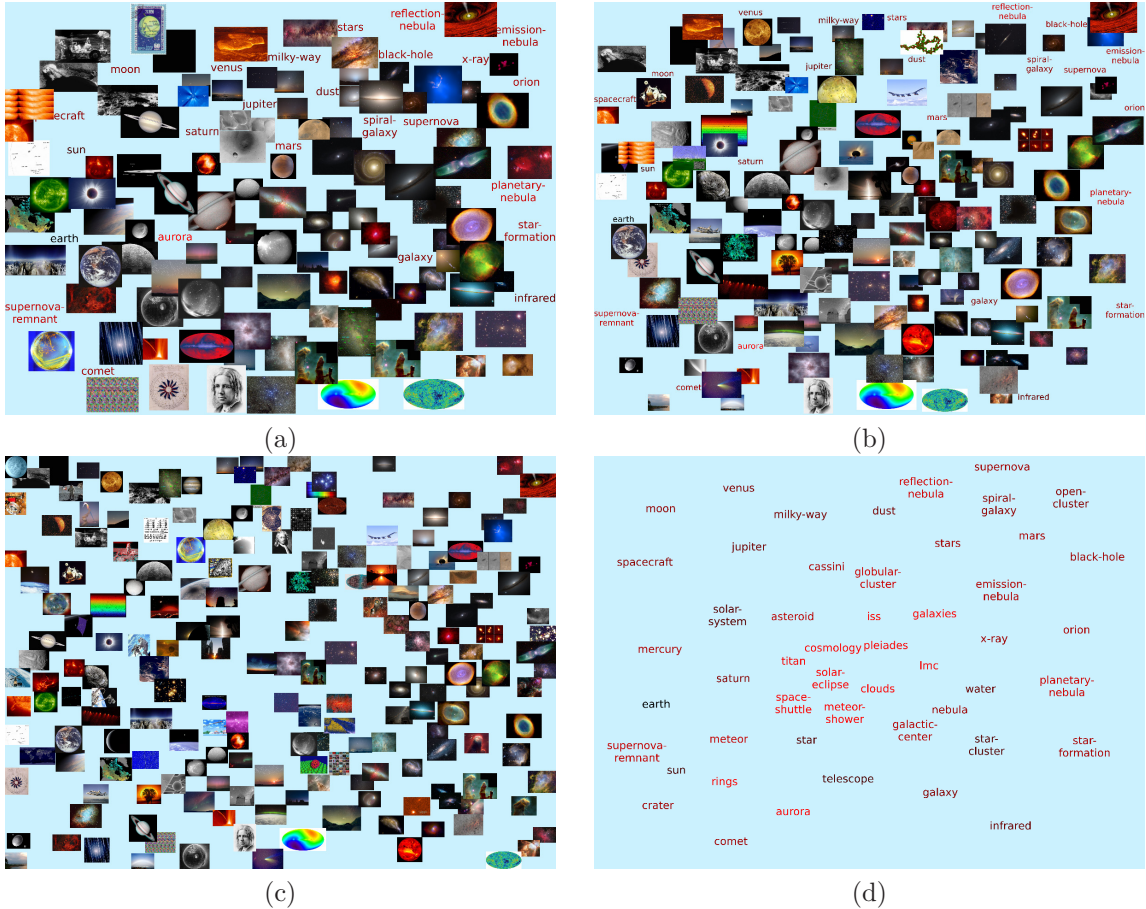 reflection-
nebula
stars
emission-
nebula
milky-way
black-hole
x-ray
moon
venus
orion
dust
jupiter
ecraft
spiral-
galaxy
supernova
saturn
mars
sun
planetary-
nebula
star-
formation
earth
aurora
galaxy
infrared
supernova-
remnant
comet
(a)
venus
reflection-
nebula
milky-way
stars
black-hole
emission-
nebula
dust
spiral-
galaxy
jupiter
moon
supernova
spacecraft
orion
mars
saturn
sun
planetary-
nebula
earth
galaxy
star-
formation
supernova-
remnant
aurora
comet
infrared
(b)
(c)
supernova
reflection-
nebula
venus
open-
cluster
spiral-
galaxy
moon
milky-way
dust
mars
jupiter
stars
black-hole
spacecraft
cassini
globular-
cluster
emission-
nebula
solar-
system
asteroid
iss
galaxies
orion
x-ray
mercury
cosmology
pleiades
titan
lmc
solar-
eclipse
saturn
clouds
water
planetary-
nebula
earth
space-
shuttle
meteor-
shower
nebula
galactic-
center
supernova-
remnant
meteor
star
star-
cluster
star-
formation
sun
rings
telescope
galaxy
crater
aurora
infrared
comet
(d)